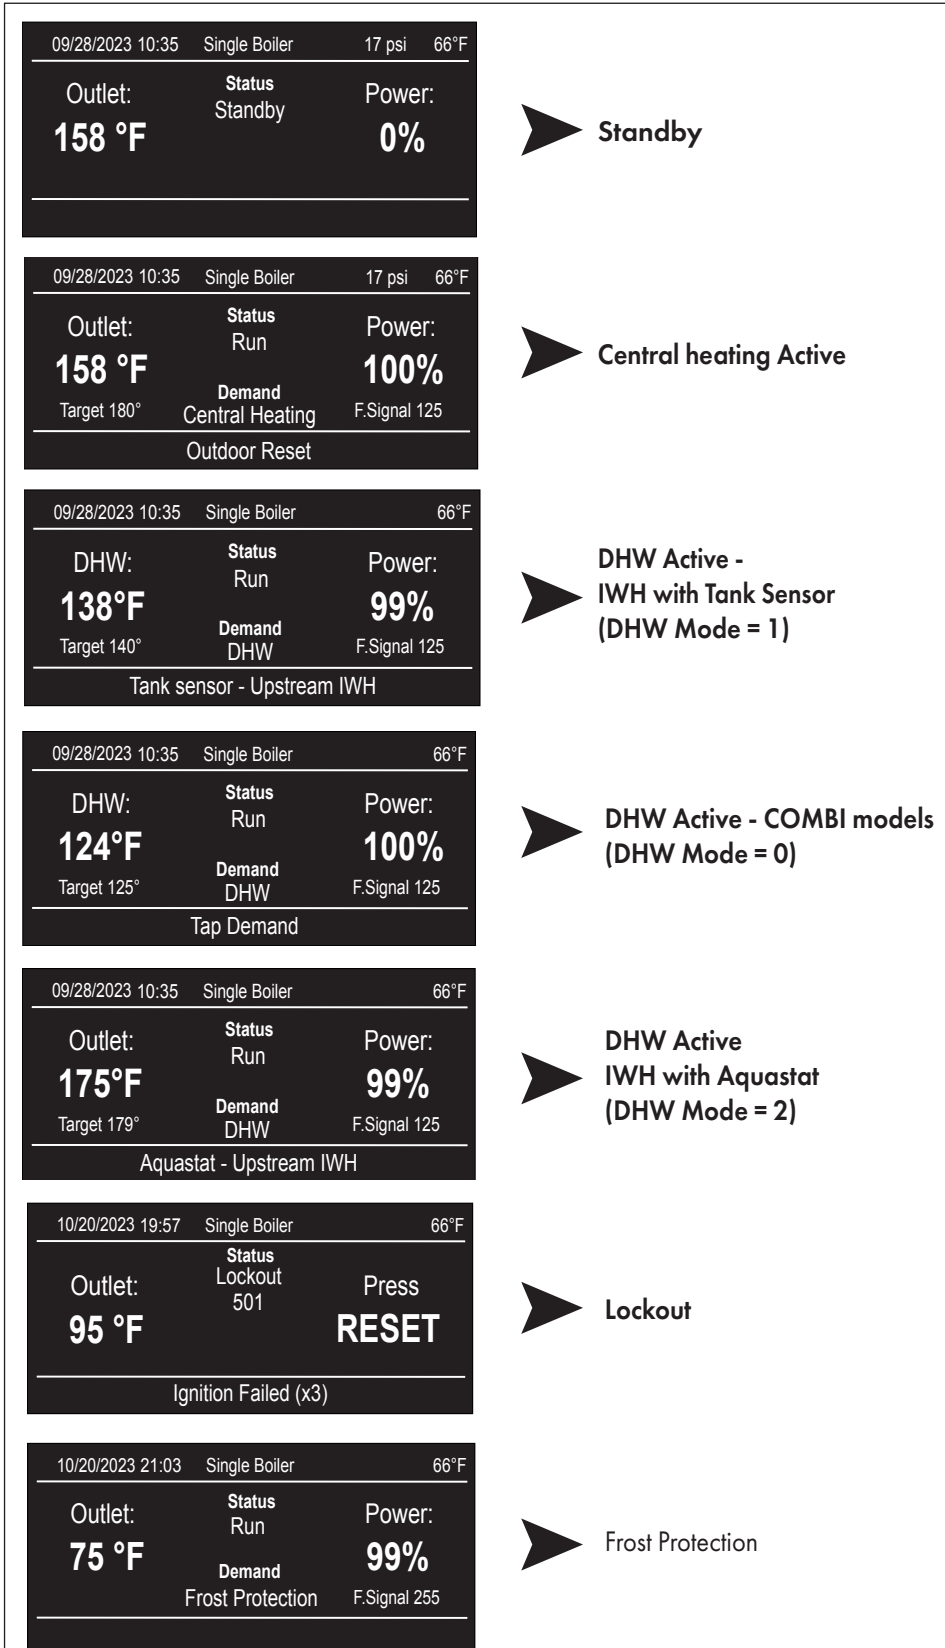 09/28/2023 10:35 Single Boiler 17 psi 66°F
Outlet: Status Power:
158 °F Standby 0%
Standby
09/28/2023 10:35 Single Boiler 17 psi 66°F
Outlet: Status Power:
158 °F Run 100%
Demand
Target 180° Central Heating F.Signal 125
Outdoor Reset
Central heating Active
09/28/2023 10:35 Single Boiler 66°F
DHW: Status Power:
138°F Run 99%
Demand
Target 140° DHW F.Signal 125
Tank sensor - Upstream IWH
DHW Active -
IWH with Tank Sensor
(DHW Mode = 1)
09/28/2023 10:35 Single Boiler 66°F
DHW: Status Power:
124°F Run 100%
Demand
Target 125° DHW F.Signal 125
Tap Demand
DHW Active - COMBI models
(DHW Mode = 0)
09/28/2023 10:35 Single Boiler 66°F
Outlet: Status Power:
175°F Run 99%
Demand
Target 179° DHW F.Signal 125
Aquastat - Upstream IWH
DHW Active
IWH with Aquastat
(DHW Mode = 2)
10/20/2023 19:57 Single Boiler 66°F
Status
Outlet: Lockout Press
95 °F 501 RESET
Ignition Failed (x3)
Lockout
10/20/2023 21:03 Single Boiler 66°F
Outlet: Status Power:
75 °F Run 99%
Demand
Frost Protection F.Signal 255
Frost Protection